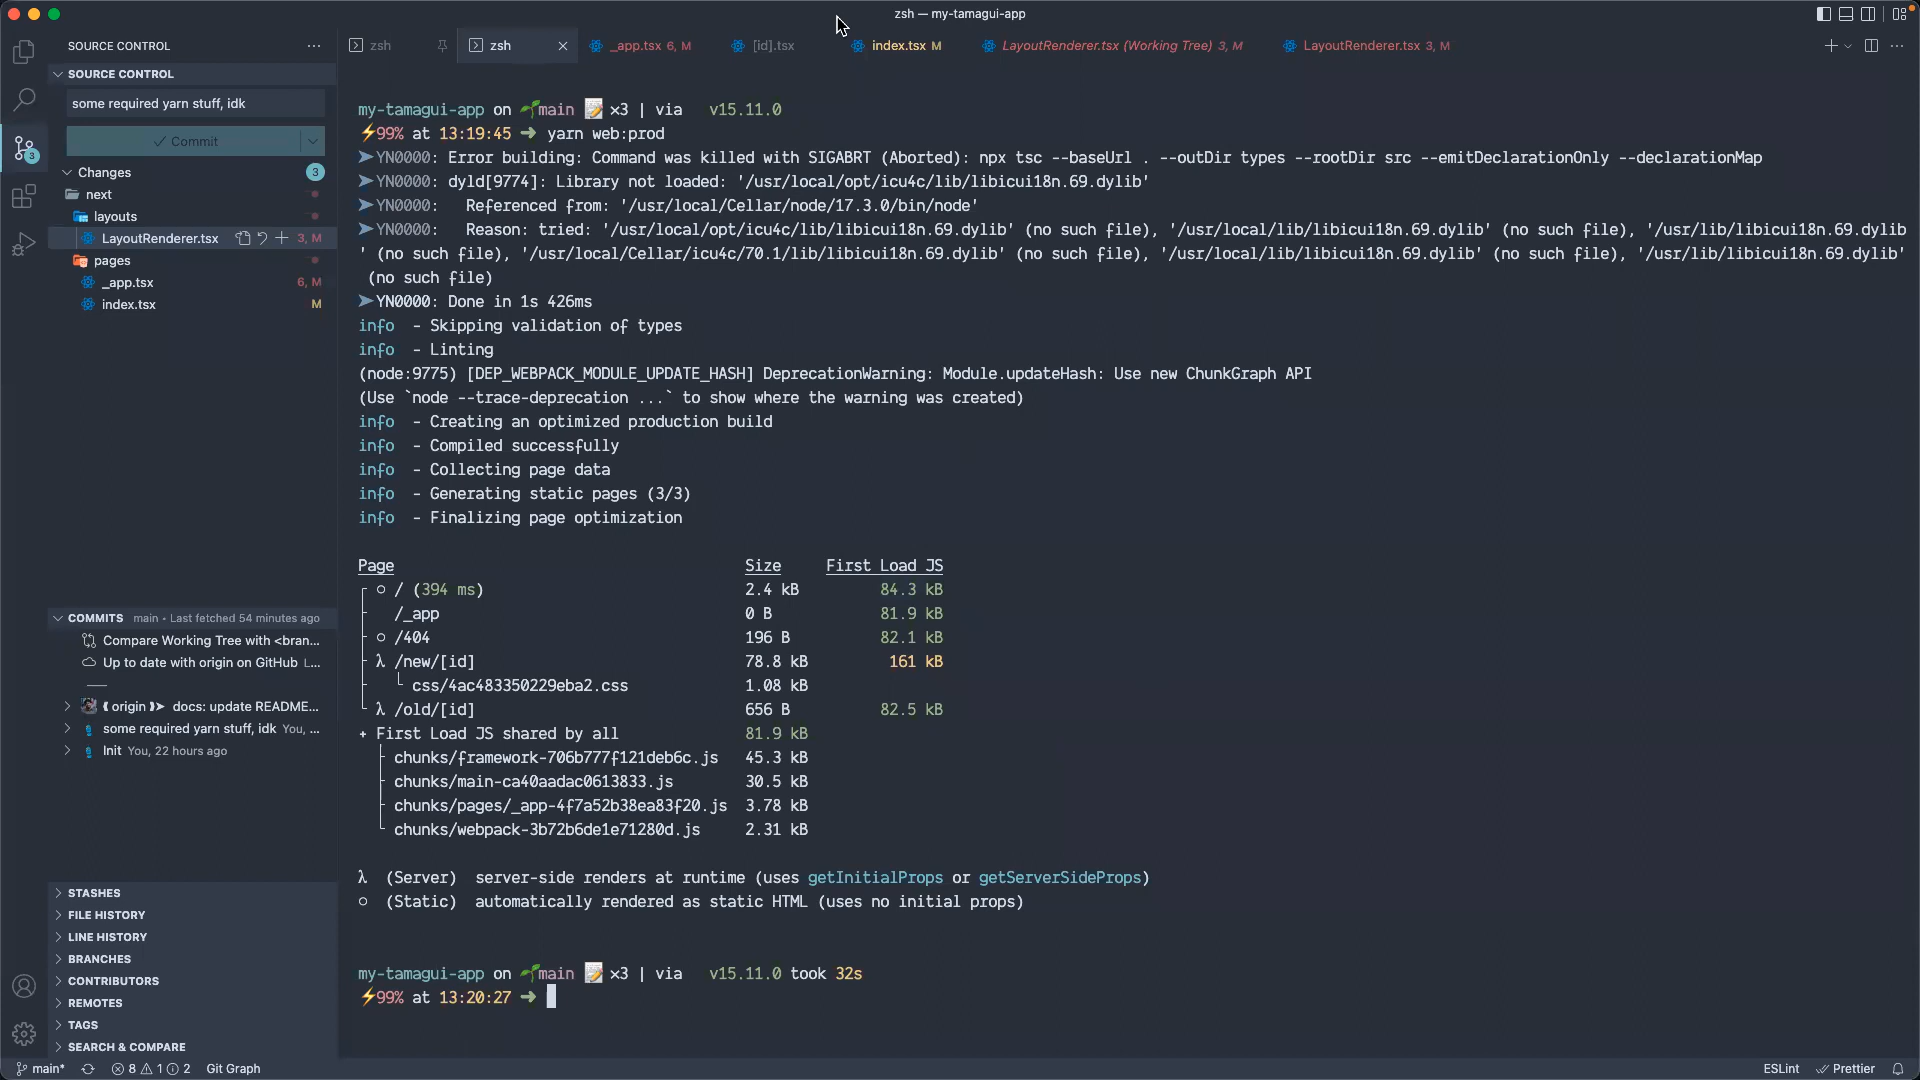 zsh — my-tamagui-app
SOURCE CONTROL
zsh
zsh
_app.tsx 6, M
[id].tsx
index.tsx M
LayoutRenderer.tsx (Working Tree) 3, M
LayoutRenderer.tsx 3, M
SOURCE CONTROL
some required yarn stuff, idk
Commit
3
Changes
3
next
layouts
LayoutRenderer.tsx
3, M
pages
_app.tsx
6, M
index.tsx
M
COMMITS main • Last fetched 54 minutes ago
Compare Working Tree with <bran...
Up to date with origin on GitHub L...
origin docs: update README...
some required yarn stuff, idk You, ...
Init You, 22 hours ago
STASHES
FILE HISTORY
LINE HISTORY
BRANCHES
CONTRIBUTORS
REMOTES
TAGS
SEARCH & COMPARE
my-tamagui-app on main ×3 | via v15.11.0
⚡99% at 13:19:45 ➜ yarn web:prod
➤YN0000: Error building: Command was killed with SIGABRT (Aborted): npx tsc --baseUrl . --outDir types --rootDir src --emitDeclarationOnly --declarationMap
➤YN0000: dyld[9774]: Library not loaded: '/usr/local/opt/icu4c/lib/libicui18n.69.dylib'
➤YN0000:   Referenced from: '/usr/local/Cellar/node/17.3.0/bin/node'
➤YN0000:   Reason: tried: '/usr/local/opt/icu4c/lib/libicui18n.69.dylib' (no such file), '/usr/local/lib/libicui18n.69.dylib' (no such file), '/usr/lib/libicui18n.69.dylib
' (no such file), '/usr/local/Cellar/icu4c/70.1/lib/libicui18n.69.dylib' (no such file), '/usr/local/lib/libicui18n.69.dylib' (no such file), '/usr/lib/libicui18n.69.dylib'
(no such file)
➤YN0000: Done in 1s 426ms
info  - Skipping validation of types
info  - Linting
(node:9775) [DEP_WEBPACK_MODULE_UPDATE_HASH] DeprecationWarning: Module.updateHash: Use new ChunkGraph API
(Use `node --trace-deprecation ...` to show where the warning was created)
info  - Creating an optimized production build
info  - Compiled successfully
info  - Collecting page data
info  - Generating static pages (3/3)
info  - Finalizing page optimization
Page Size First Load JS
┌ ○ / (394 ms) 2.4 kB 84.3 kB
├   /_app 0 B 81.9 kB
├ ○ /404 196 B 82.1 kB
├ λ /new/[id] 78.8 kB 161 kB
├   └ css/4ac483350229eba2.css 1.08 kB
└ λ /old/[id] 656 B 82.5 kB
+ First Load JS shared by all 81.9 kB
├ chunks/framework-706b777f121deb6c.js 45.3 kB
├ chunks/main-ca40aadac0613833.js 30.5 kB
├ chunks/pages/_app-4f7a52b38ea83f20.js 3.78 kB
└ chunks/webpack-3b72b6de1e71280d.js 2.31 kB
λ  (Server)  server-side renders at runtime (uses getInitialProps or getServerSideProps)
○  (Static)  automatically rendered as static HTML (uses no initial props)
my-tamagui-app on main ×3 | via v15.11.0 took 32s
⚡99% at 13:20:27 ➜
main* 8 1 2 Git Graph
ESLint Prettier